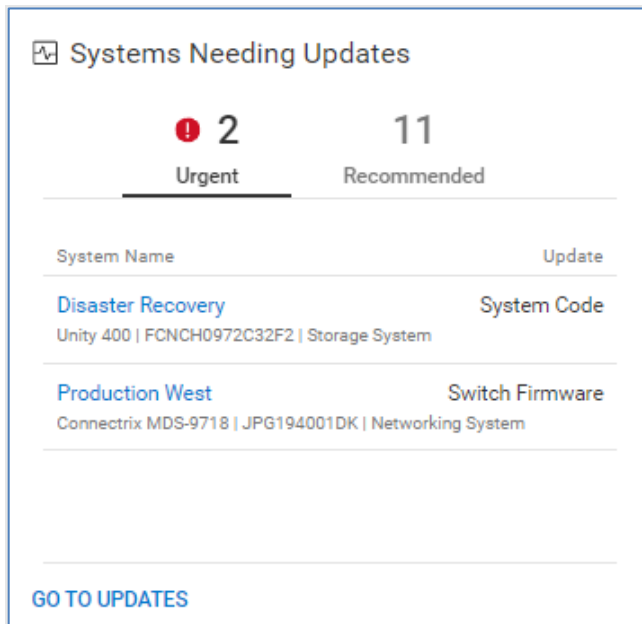 Systems Needing Updates
! 2 11
Urgent Recommended
System Name Update
Disaster Recovery System Code
Unity 400 | FCNCH0972C32F2 | Storage System
Production West Switch Firmware
Connectrix MDS-9718 | JPG194001DK | Networking System
GO TO UPDATES